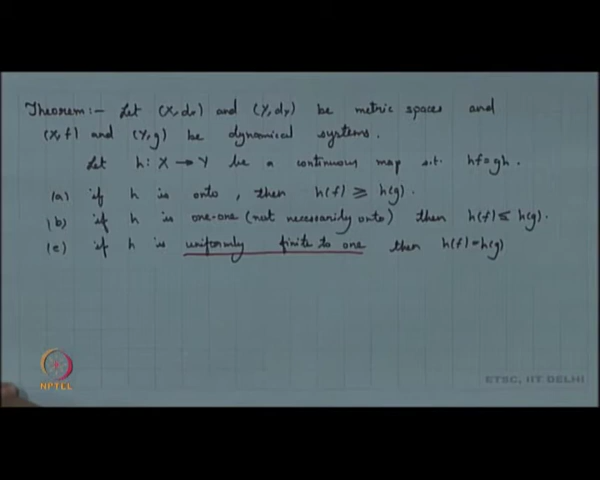 Theorem:- Let (X,dₓ) and (Y,dᵧ) be metric spaces and
(X,f) and (Y,g) be dynamical systems.
Let h: X → Y be a continuous map s.t. hf=gh.
(a) if h is onto, then h(f) ≥ h(g).
(b) if h is one-one (not necessarily onto) then h(f) ≤ h(g).
(c) if h is uniformly finite to one then h(f)=h(g)
NPTEL
ETSC, IIT DELHI